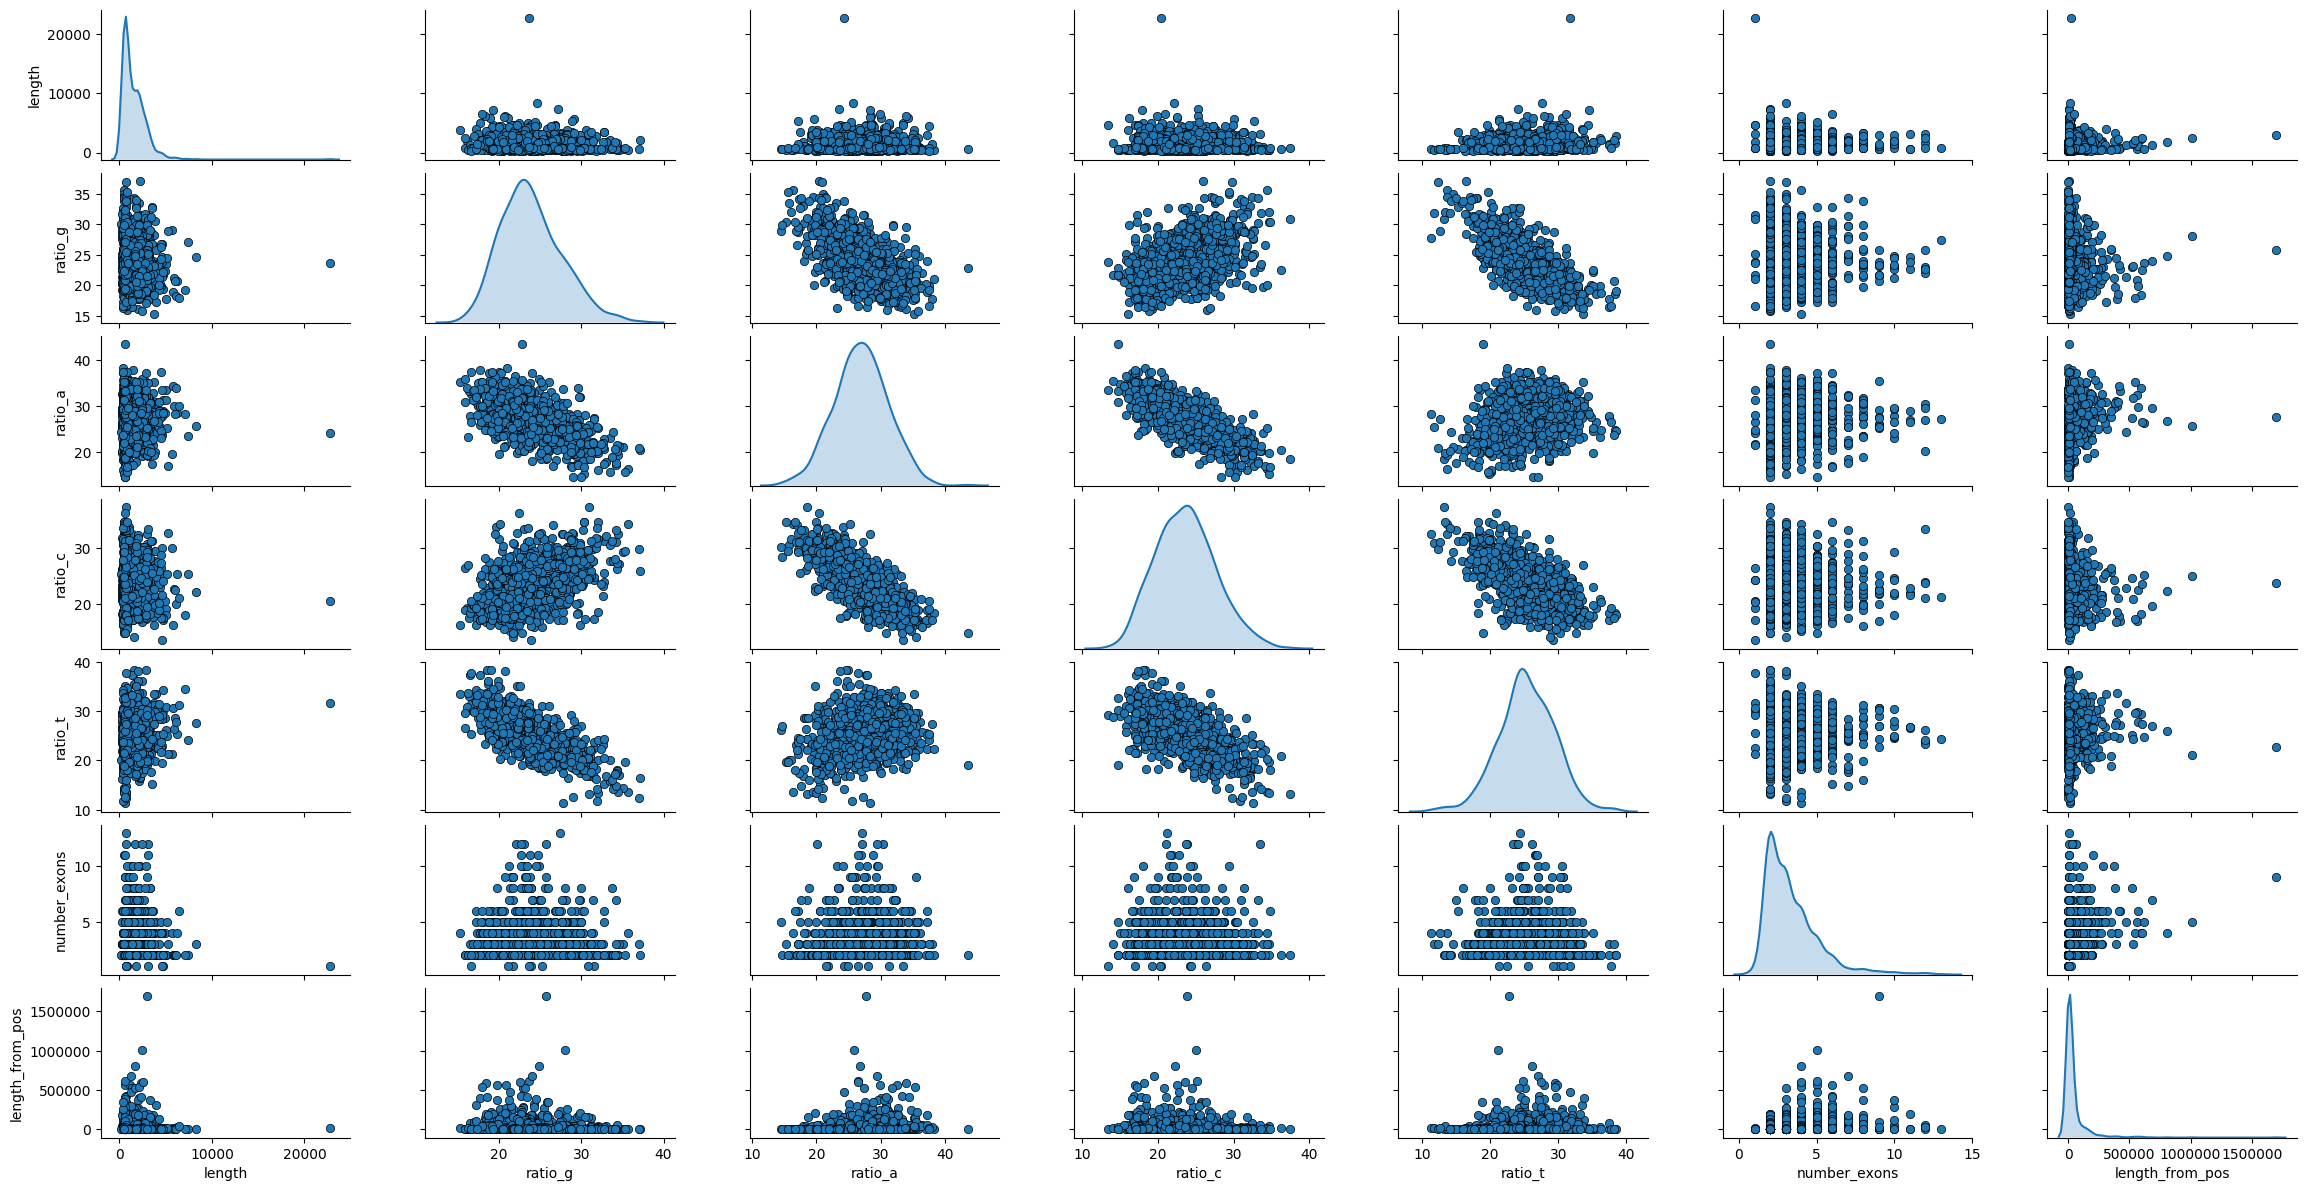 20000
10000
0
length
35
30
25
20
15
ratio_g
40
30
20
ratio_a
30
20
ratio_c
40
30
20
10
ratio_t
10
5
number_exons
1500000
1000000
500000
0
length_from_pos
0 10000 20000
20 30 40
10 20 30 40
10 20 30 40
10 20 30 40
0 5 10 15
0 500000 1000000 1500000
length ratio_g ratio_a ratio_c ratio_t number_exons length_from_pos